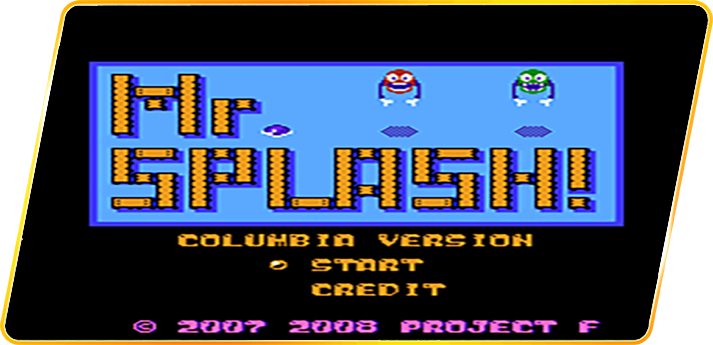 Mr.
SPLASH!
COLUMBIA VERSION
START
CREDIT
© 2007 2008 PROJECT F